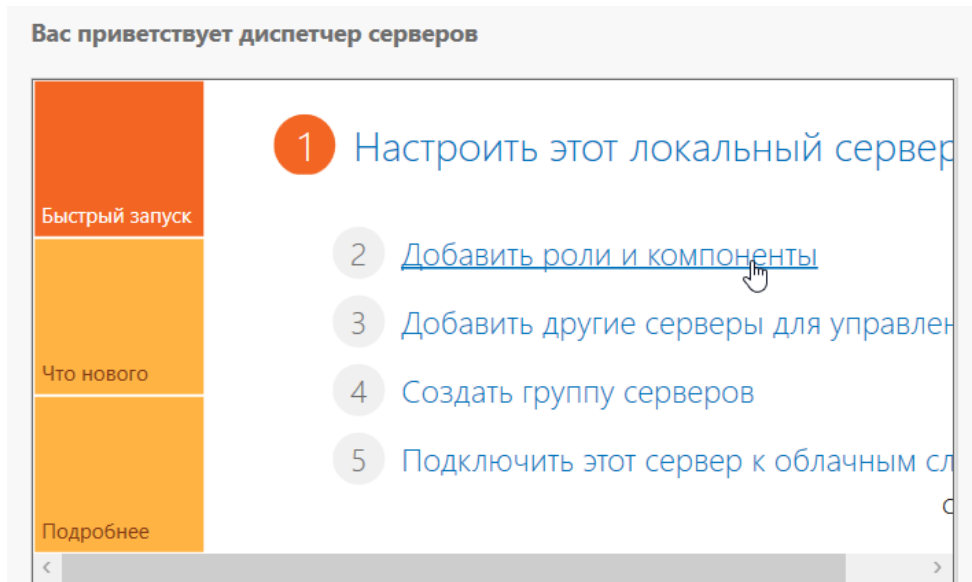 Вас приветствует диспетчер серверов
1 Настроить этот локальный сервер
Быстрый запуск
2 Добавить роли и компоненты
3 Добавить другие серверы для управлен
Что нового
4 Создать группу серверов
5 Подключить этот сервер к облачным сл
Подробнее